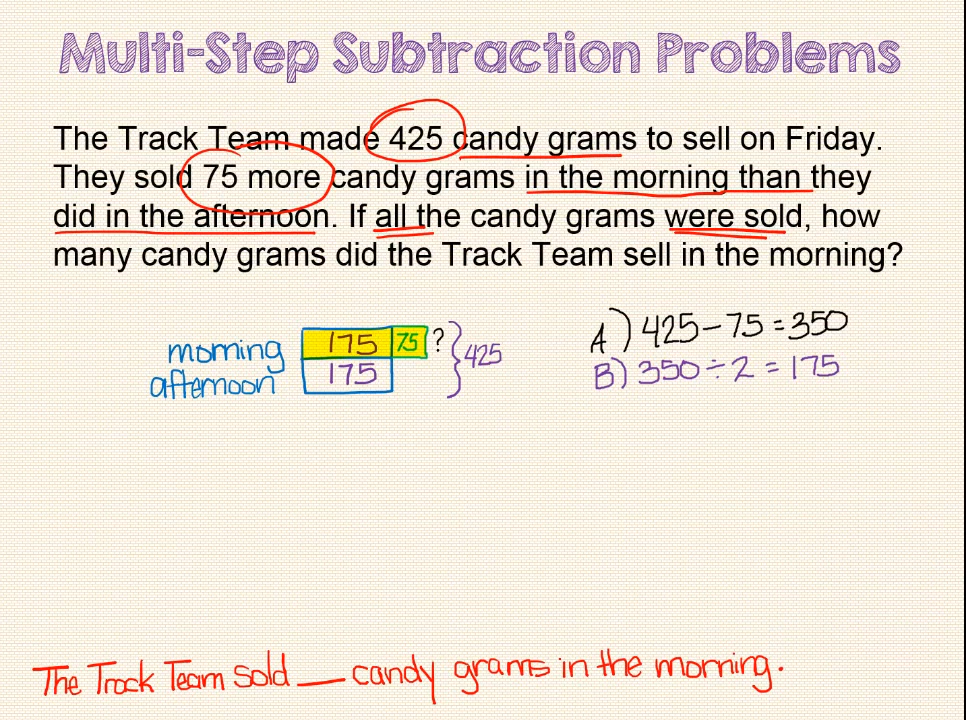 Multi-Step Subtraction Problems
The Track Team made 425 candy grams to sell on Friday.
They sold 75 more candy grams in the morning than they
did in the afternoon. If all the candy grams were sold, how
many candy grams did the Track Team sell in the morning?
morning 175 75 ? 425
afternoon 175
A) 425 - 75 = 350
B) 350 ÷ 2 = 175
The Track Team sold __ candy grams in the morning.